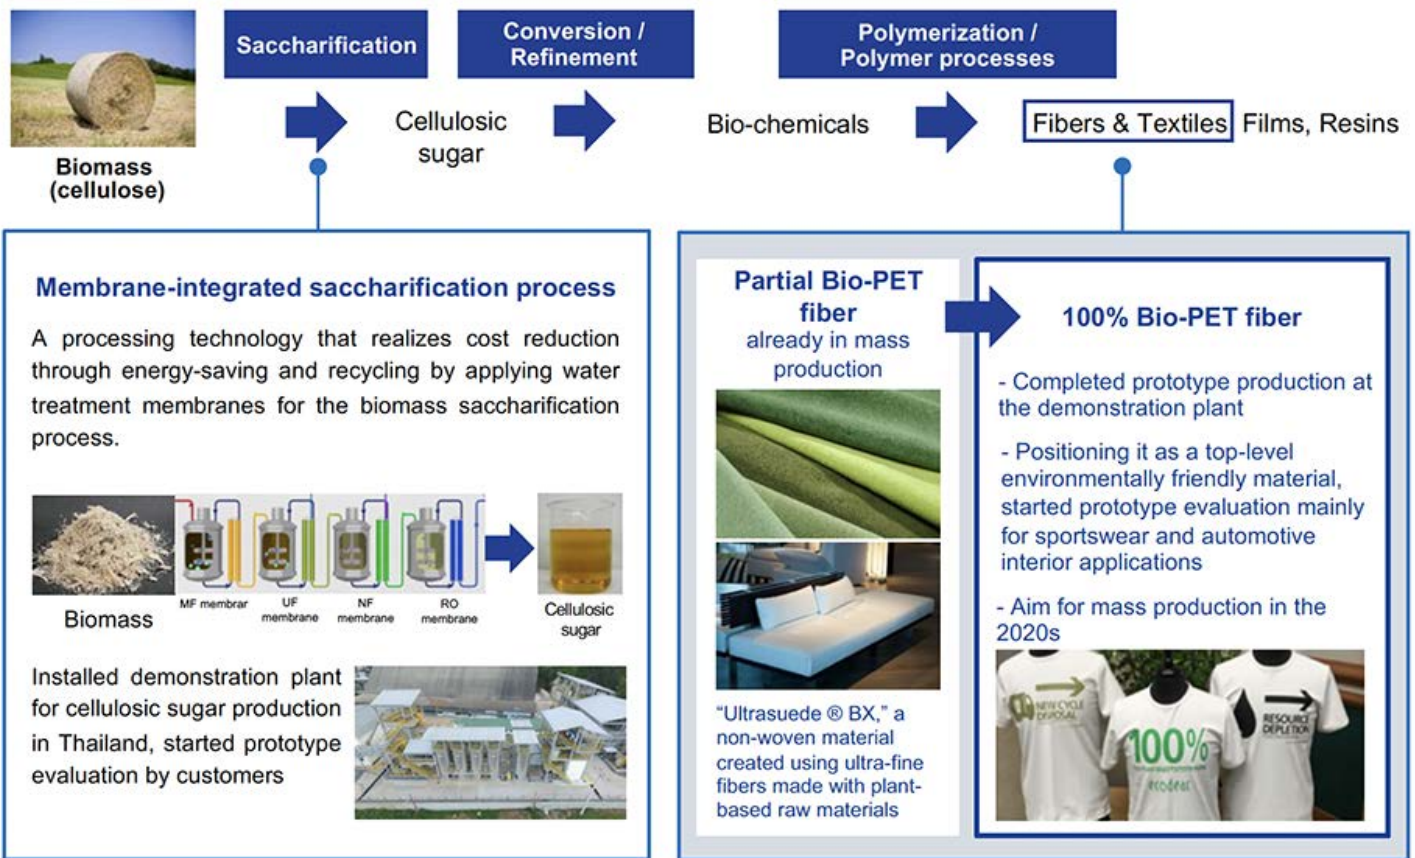 Saccharification
Conversion /
Refinement
Polymerization /
Polymer processes
Biomass
(cellulose)
Cellulosic
sugar
Bio-chemicals
Fibers & Textiles
Films, Resins
Membrane-integrated saccharification process
A processing technology that realizes cost reduction
through energy-saving and recycling by applying water
treatment membranes for the biomass saccharification
process.
Biomass
MF membrar
UF
membrane
NF
membrane
RO
membrane
Cellulosic
sugar
Installed demonstration plant
for cellulosic sugar production
in Thailand, started prototype
evaluation by customers
Partial Bio-PET
fiber
already in mass
production
“Ultrasuede ® BX,” a
non-woven material
created using ultra-fine
fibers made with plant-
based raw materials
100% Bio-PET fiber
- Completed prototype production at
the demonstration plant
- Positioning it as a top-level
environmentally friendly material,
started prototype evaluation mainly
for sportswear and automotive
interior applications
- Aim for mass production in the
2020s
NEW CYCLE
DISPOSAL
100%
ecodear
RESOURCE
DEPLETION